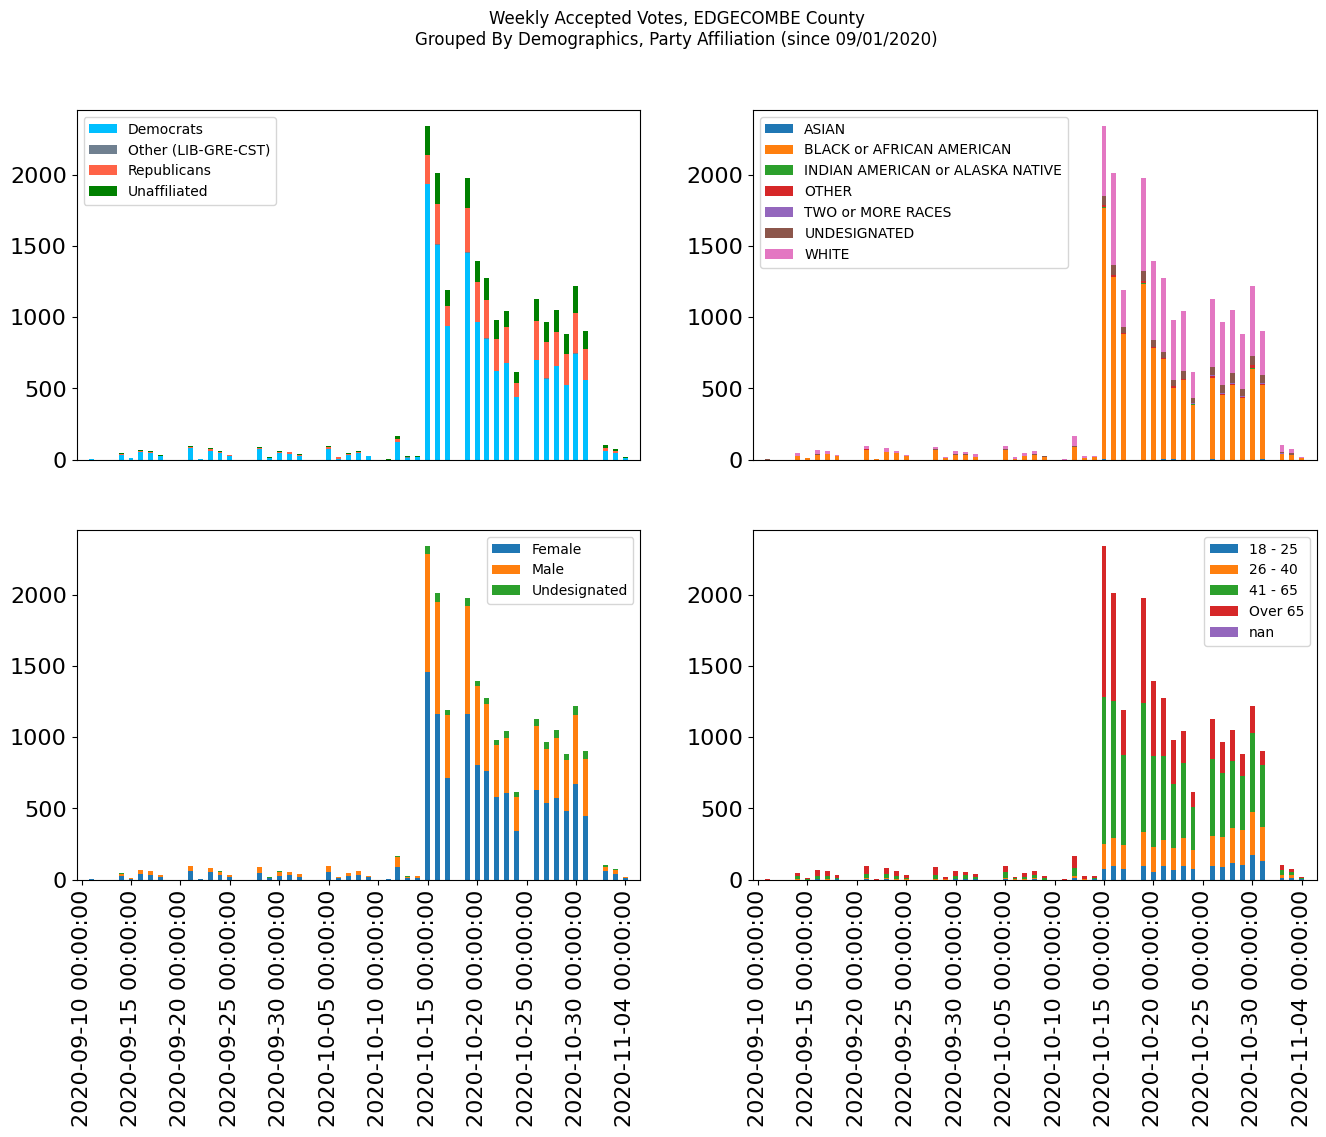 Weekly Accepted Votes, EDGECOMBE County
Grouped By Demographics, Party Affiliation (since 09/01/2020)
Democrats
Other (LIB-GRE-CST)
Republicans
Unaffiliated
2000
1500
1000
500
0
ASIAN
BLACK or AFRICAN AMERICAN
INDIAN AMERICAN or ALASKA NATIVE
OTHER
TWO or MORE RACES
UNDESIGNATED
WHITE
2000
1500
1000
500
0
Female
Male
Undesignated
2000
1500
1000
500
0
2020-09-10 00:00:00
2020-09-15 00:00:00
2020-09-20 00:00:00
2020-09-25 00:00:00
2020-09-30 00:00:00
2020-10-05 00:00:00
2020-10-10 00:00:00
2020-10-15 00:00:00
2020-10-20 00:00:00
2020-10-25 00:00:00
2020-10-30 00:00:00
2020-11-04 00:00:00
18 - 25
26 - 40
41 - 65
Over 65
nan
2000
1500
1000
500
0
2020-09-10 00:00:00
2020-09-15 00:00:00
2020-09-20 00:00:00
2020-09-25 00:00:00
2020-09-30 00:00:00
2020-10-05 00:00:00
2020-10-10 00:00:00
2020-10-15 00:00:00
2020-10-20 00:00:00
2020-10-25 00:00:00
2020-10-30 00:00:00
2020-11-04 00:00:00